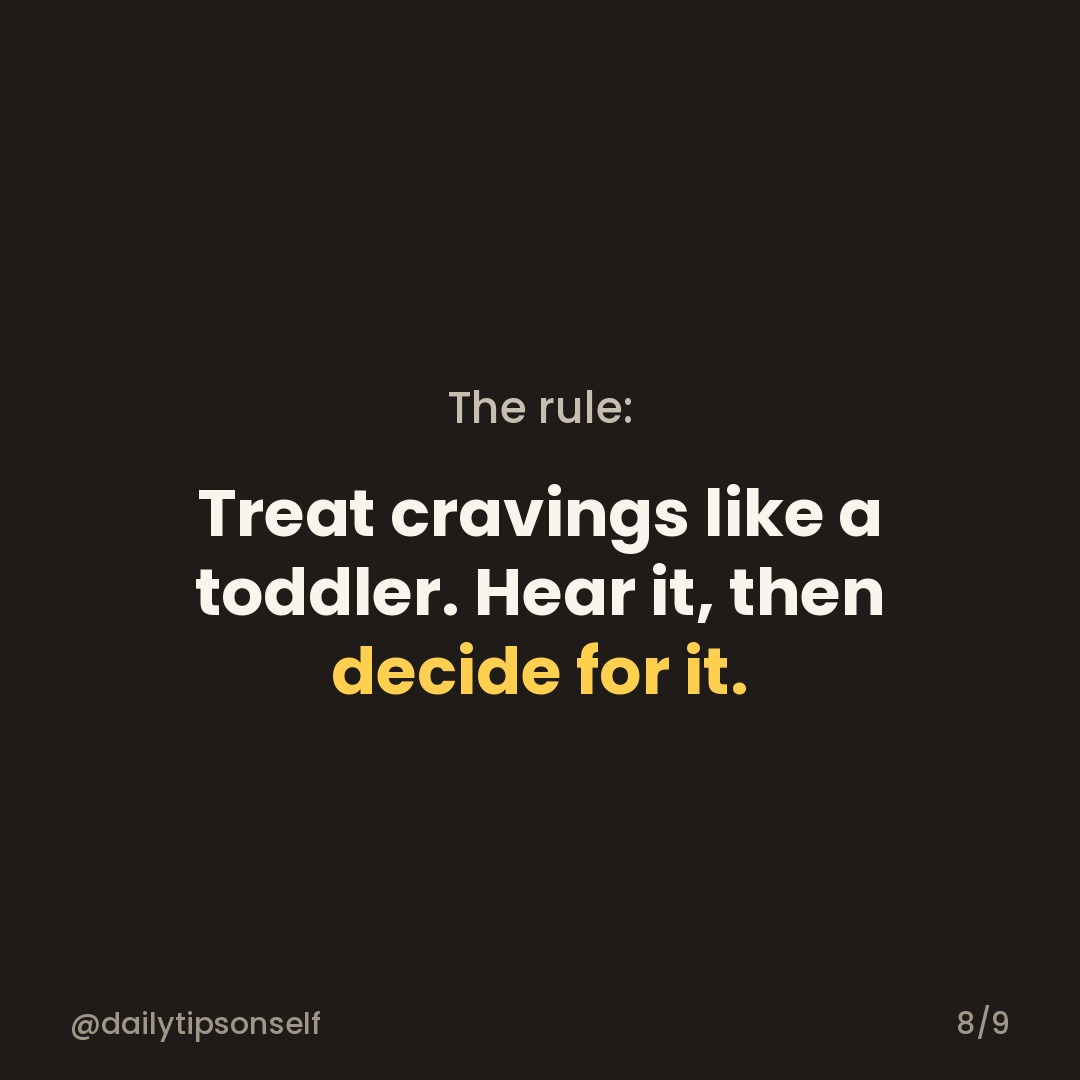 The rule:
Treat cravings like a
toddler. Hear it, then
decide for it.
@dailytipsonself
8/9